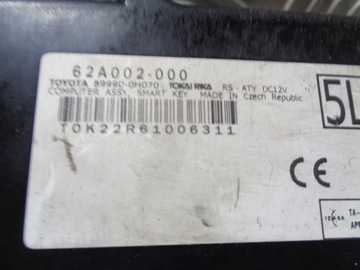 62A002-000
TOYOTA 89990-0H070 TOKAI RIKA RS-ATY DC12V
COMPUTER ASSY, SMART KEY MADE IN Czech Republic
TOK22R61006311
5L
CE
TA-